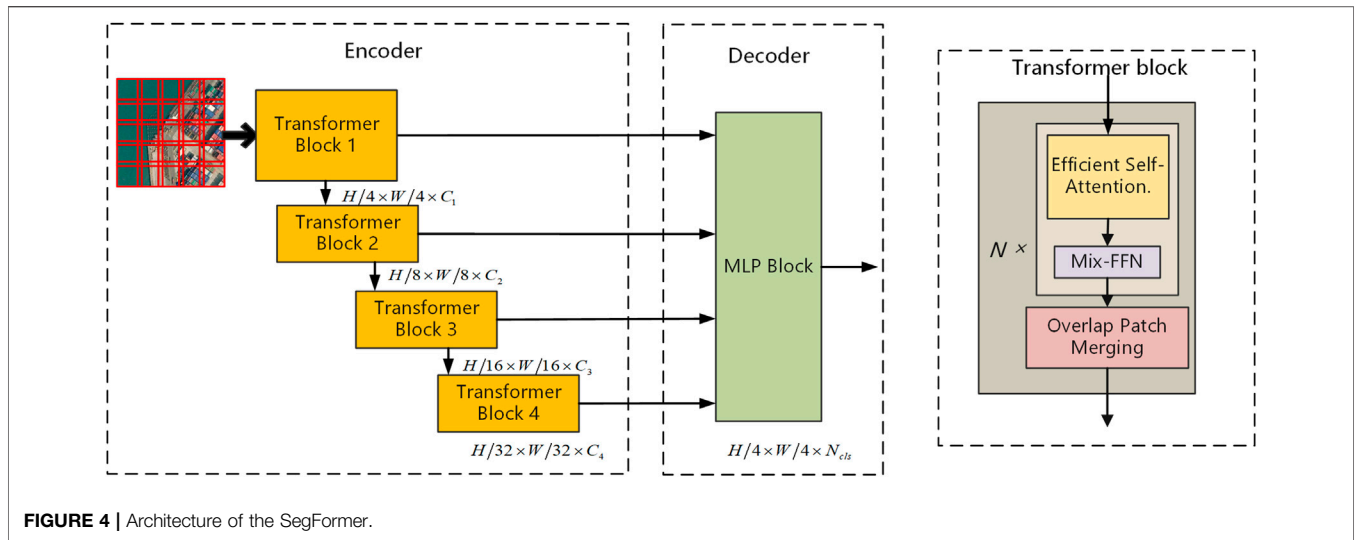 Encoder
Transformer
Block 1
H/4×W/4×C₁
Transformer
Block 2
H/8×W/8×C₂
Transformer
Block 3
H/16×W/16×C₃
Transformer
Block 4
H/32×W/32×C₄
Decoder
MLP Block
H/4×W/4×N_cls
Transformer block
Efficient Self-
Attention.
N ×
Mix-FFN
Overlap Patch
Merging
FIGURE 4 | Architecture of the SegFormer.